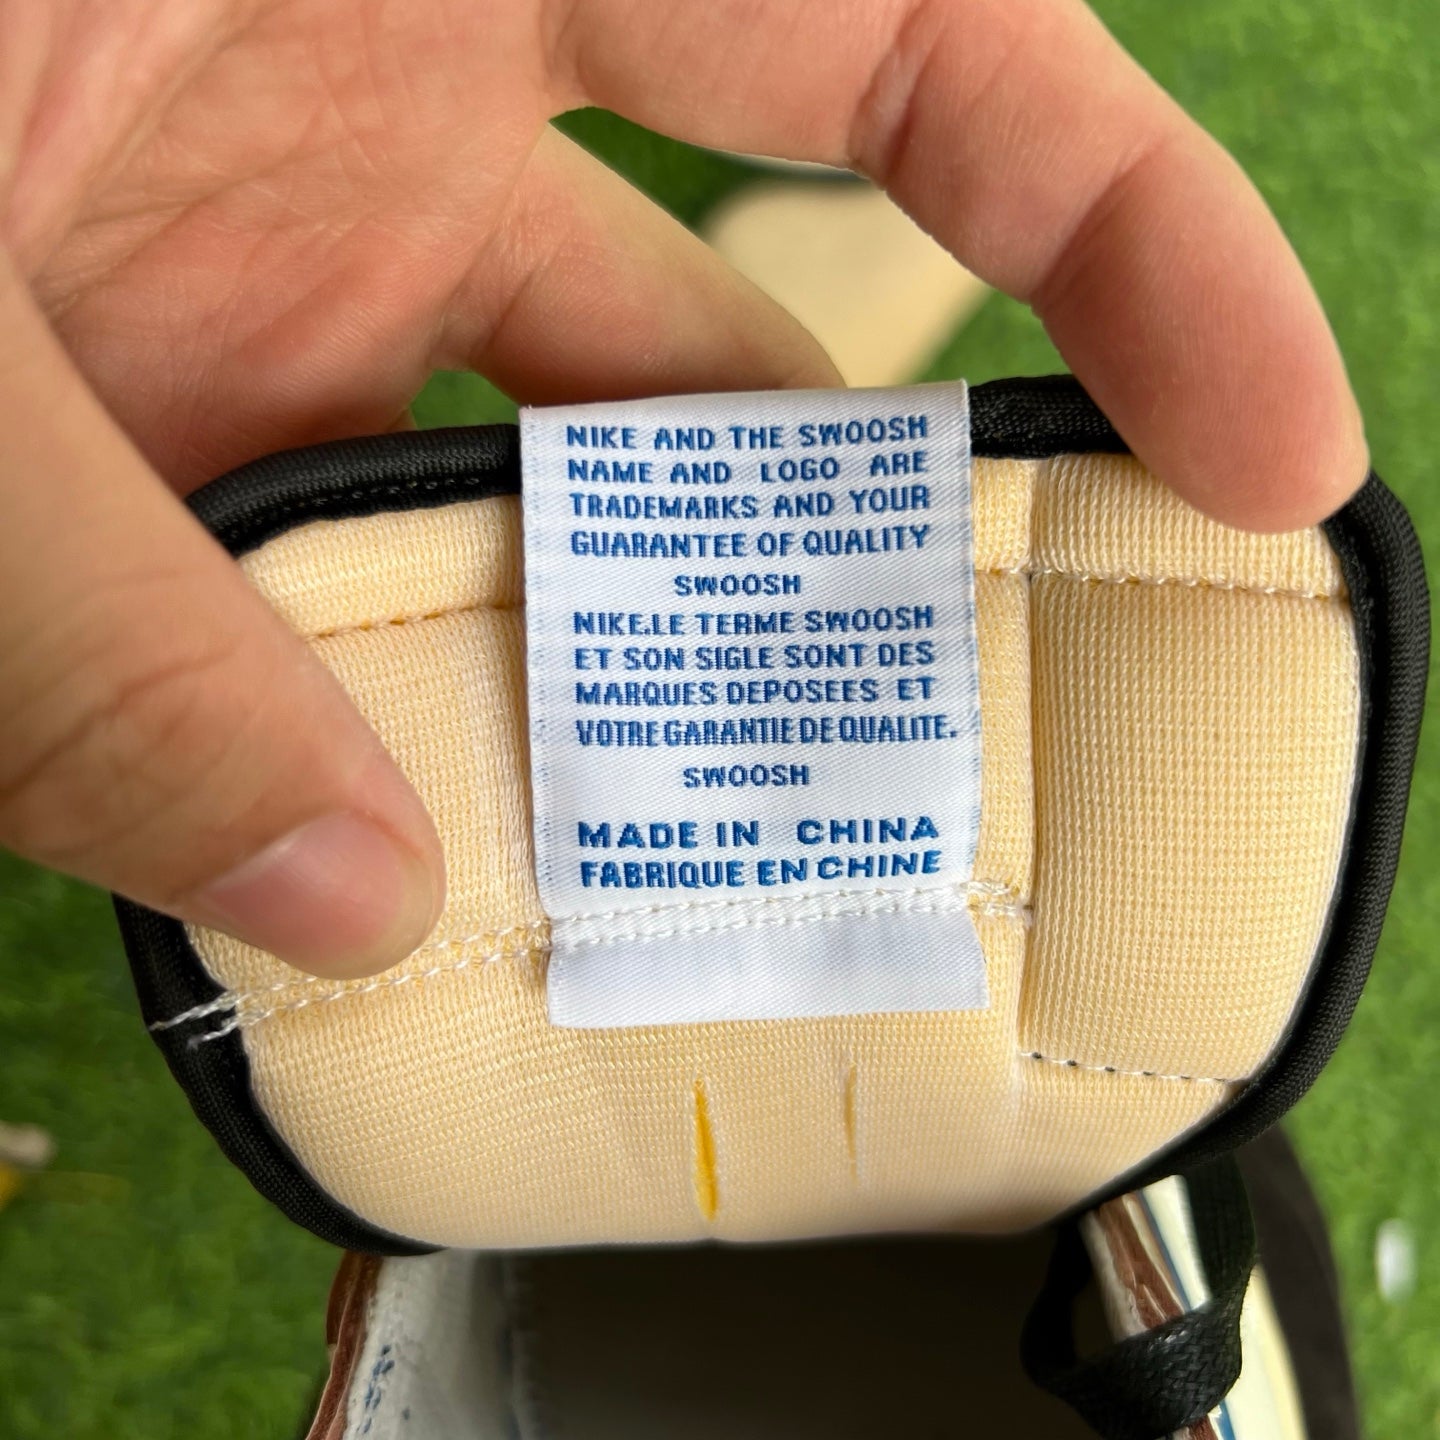 NIKE AND THE SWOOSH
NAME AND LOGO ARE
TRADEMARKS AND YOUR
GUARANTEE OF QUALITY
SWOOSH
NIKE.LE TERME SWOOSH
ET SON SIGLE SONT DES
MARQUES DEPOSEES ET
VOTRE GARANTIE DE QUALITE.
SWOOSH
MADE IN CHINA
FABRIQUE EN CHINE